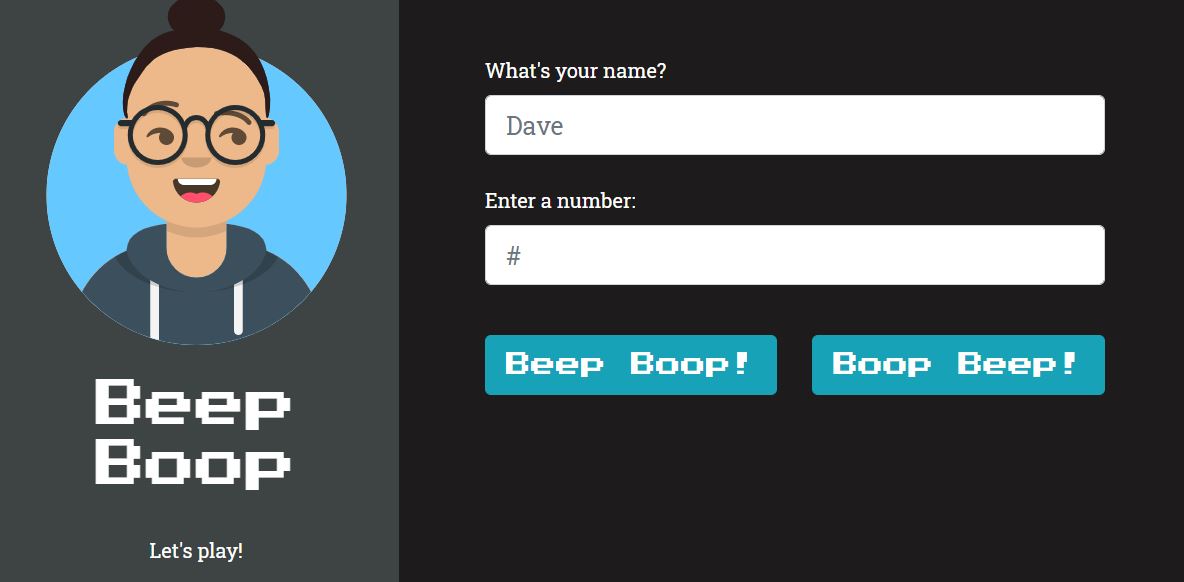 Beep
Boop
Let's play!
What's your name?
Dave
Enter a number:
#
Beep Boop!
Boop Beep!